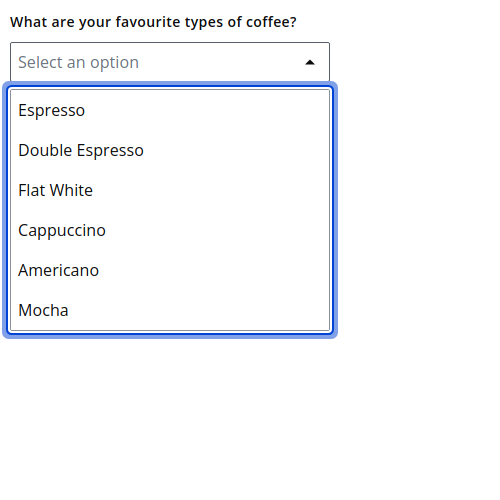 What are your favourite types of coffee?
Select an option
Espresso
Double Espresso
Flat White
Cappuccino
Americano
Mocha